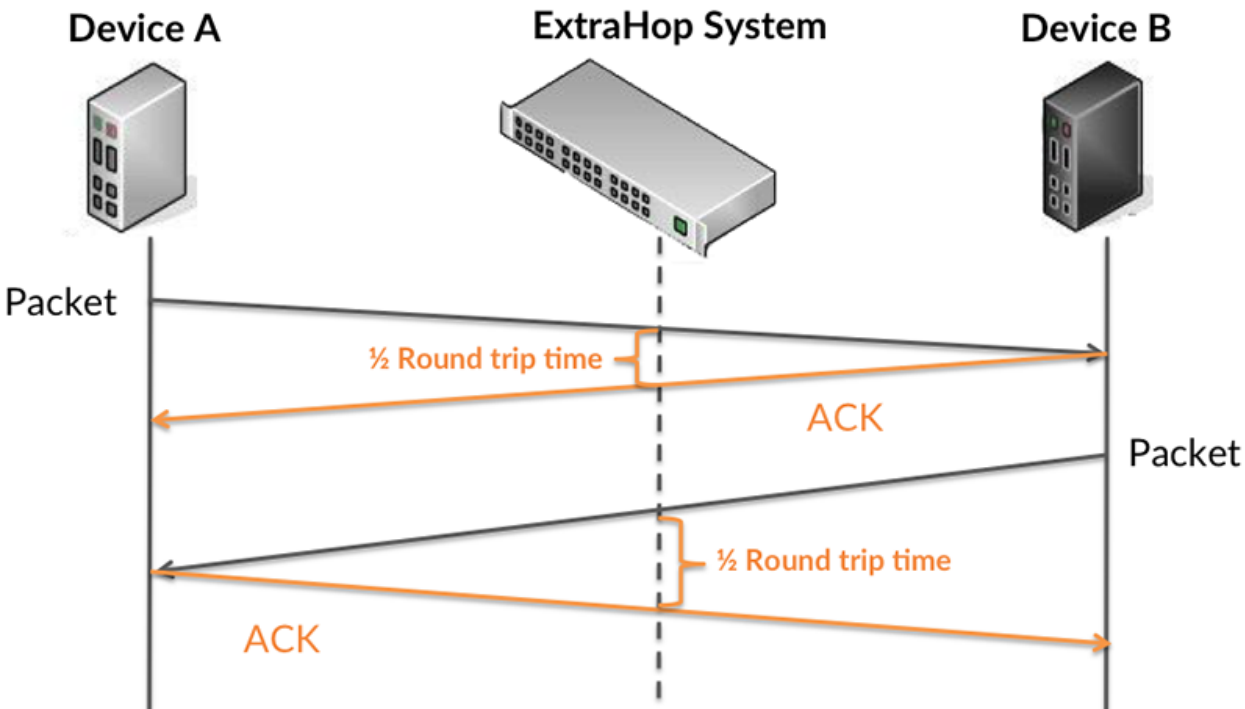 Device A
ExtraHop System
Device B
Packet
½ Round trip time
ACK
Packet
½ Round trip time
ACK